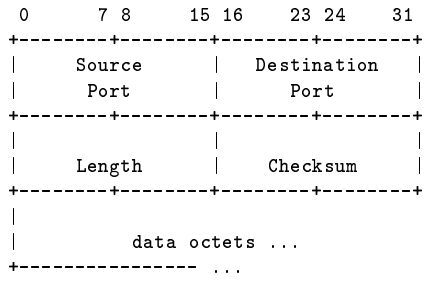 0 7 8 15 16 23 24 31
+--------+--------+--------+--------+
| Source | Destination |
| Port | Port |
+--------+--------+--------+--------+
| | |
| Length | Checksum |
+--------+--------+--------+--------+
|
| data octets ...
+---------------- ...